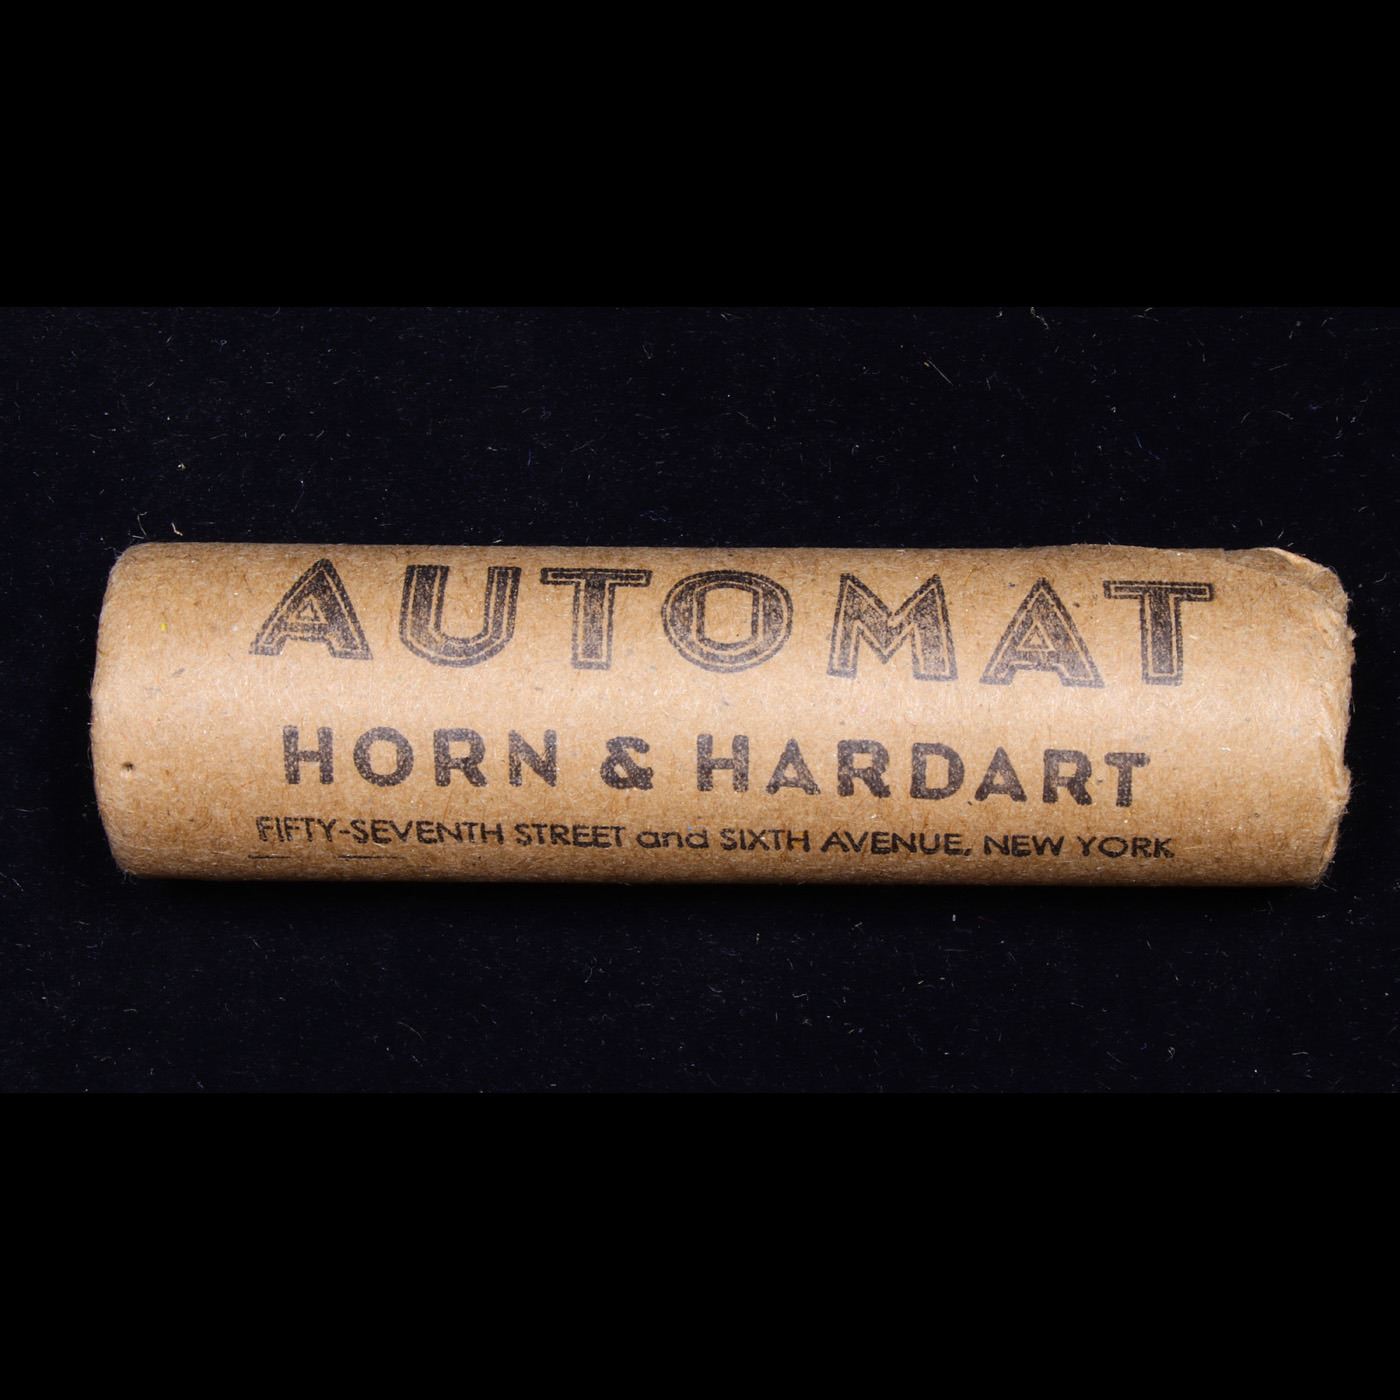 AUTOMAT
HORN & HARDART
FIFTY-SEVENTH STREET and SIXTH AVENUE, NEW YORK